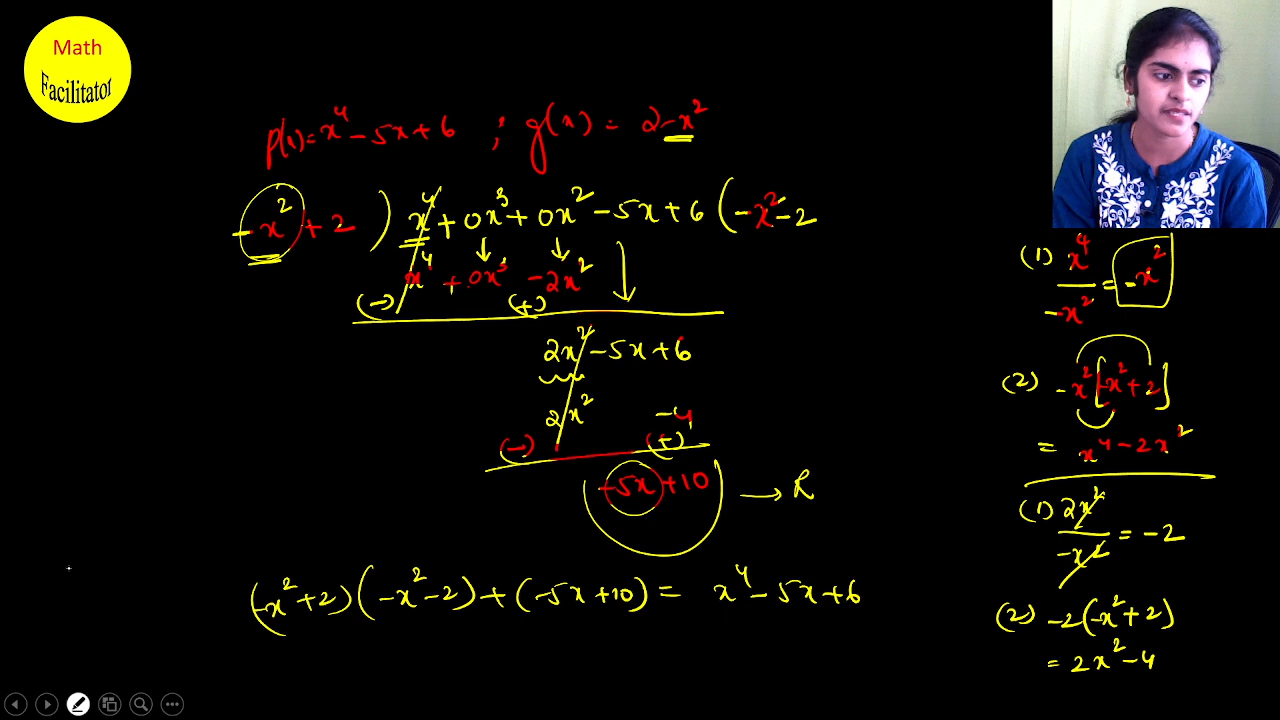 Math
Facilitator
p(x) = x⁴ − 5x + 6 ; g(x) = 2 − x²
−x² + 2 ) x⁴ + 0x³ + 0x² − 5x + 6 ( −x² − 2
x⁴ + 0x³ − 2x²
(−) (+)
2x² − 5x + 6
2x² − 4
(−) (+)
−5x + 10 → R
(−x² + 2)(−x² − 2) + (−5x + 10) = x⁴ − 5x + 6
(1) x⁴/−x² = −x²
(2) −x²[−x² + 2]
= x⁴ − 2x²
(1) 2x²/−x² = −2
(2) −2(−x² + 2)
= 2x² − 4